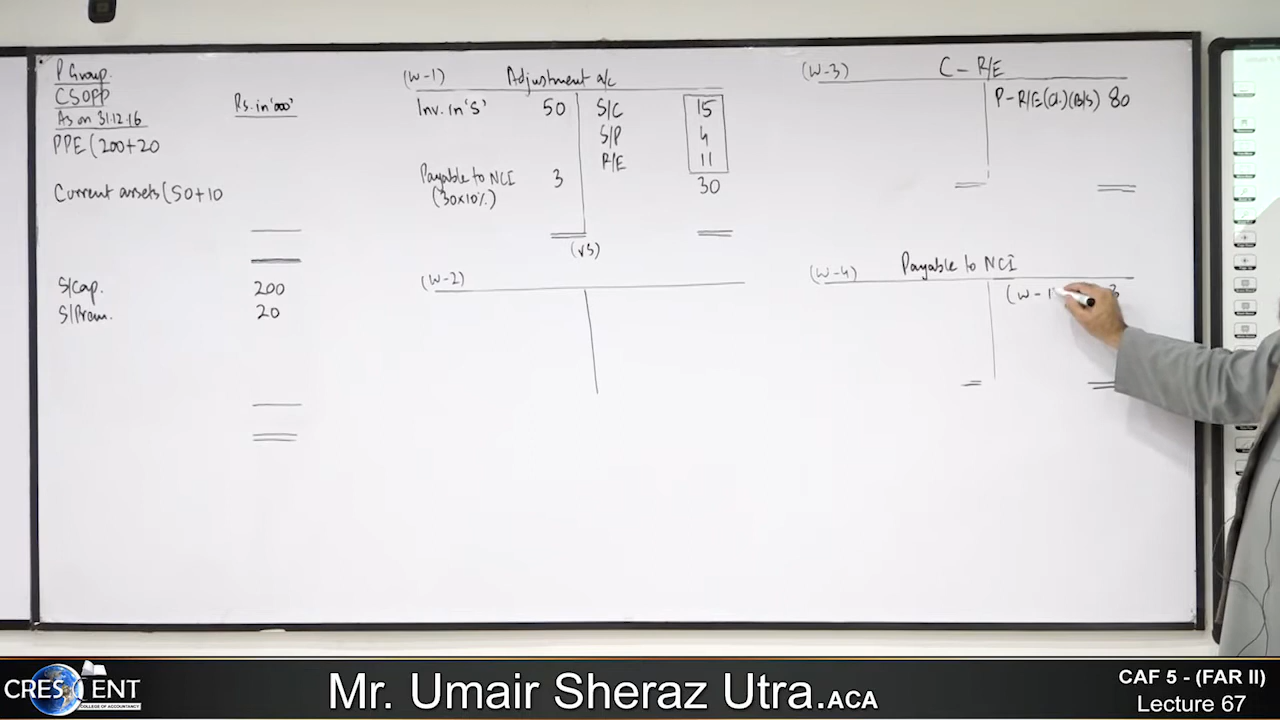 P Group.
CSOPP
As on 31.12.16
Rs. in '000'
PPE (200+20
Current assets (50+10
S/Cap. 200
S/Prem. 20
(W-1) Adjustment a/c
Inv. in 'S' 50 S/C 15
S/P 4
R/E 11
Payable to NCI 3 30
(30x10%)
(W-2)
(W-3) C - R/E
P-R/E (Cl.) (B/S) 80
(W-4) Payable to NCI
(W-1 3
CRESCENT
COLLEGE OF ACCOUNTANCY
Mr. Umair Sheraz Utra.ACA
CAF 5 - (FAR II)
Lecture 67